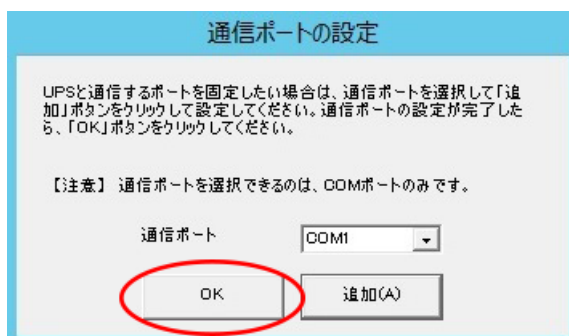 通信ポートの設定
UPSと通信するポートを固定したい場合は、通信ポートを選択して「追
加」ボタンをクリックして設定してください。通信ポートの設定が完了した
ら、「OK」ボタンをクリックしてください。
【注意】 通信ポートを選択できるのは、COMポートのみです。
通信ポート COM1
OK 追加(A)